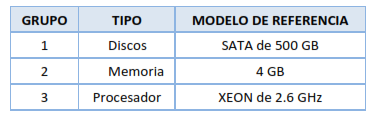 GRUPO TIPO MODELO DE REFERENCIA
1 Discos SATA de 500 GB
2 Memoria 4 GB
3 Procesador XEON de 2.6 GHz